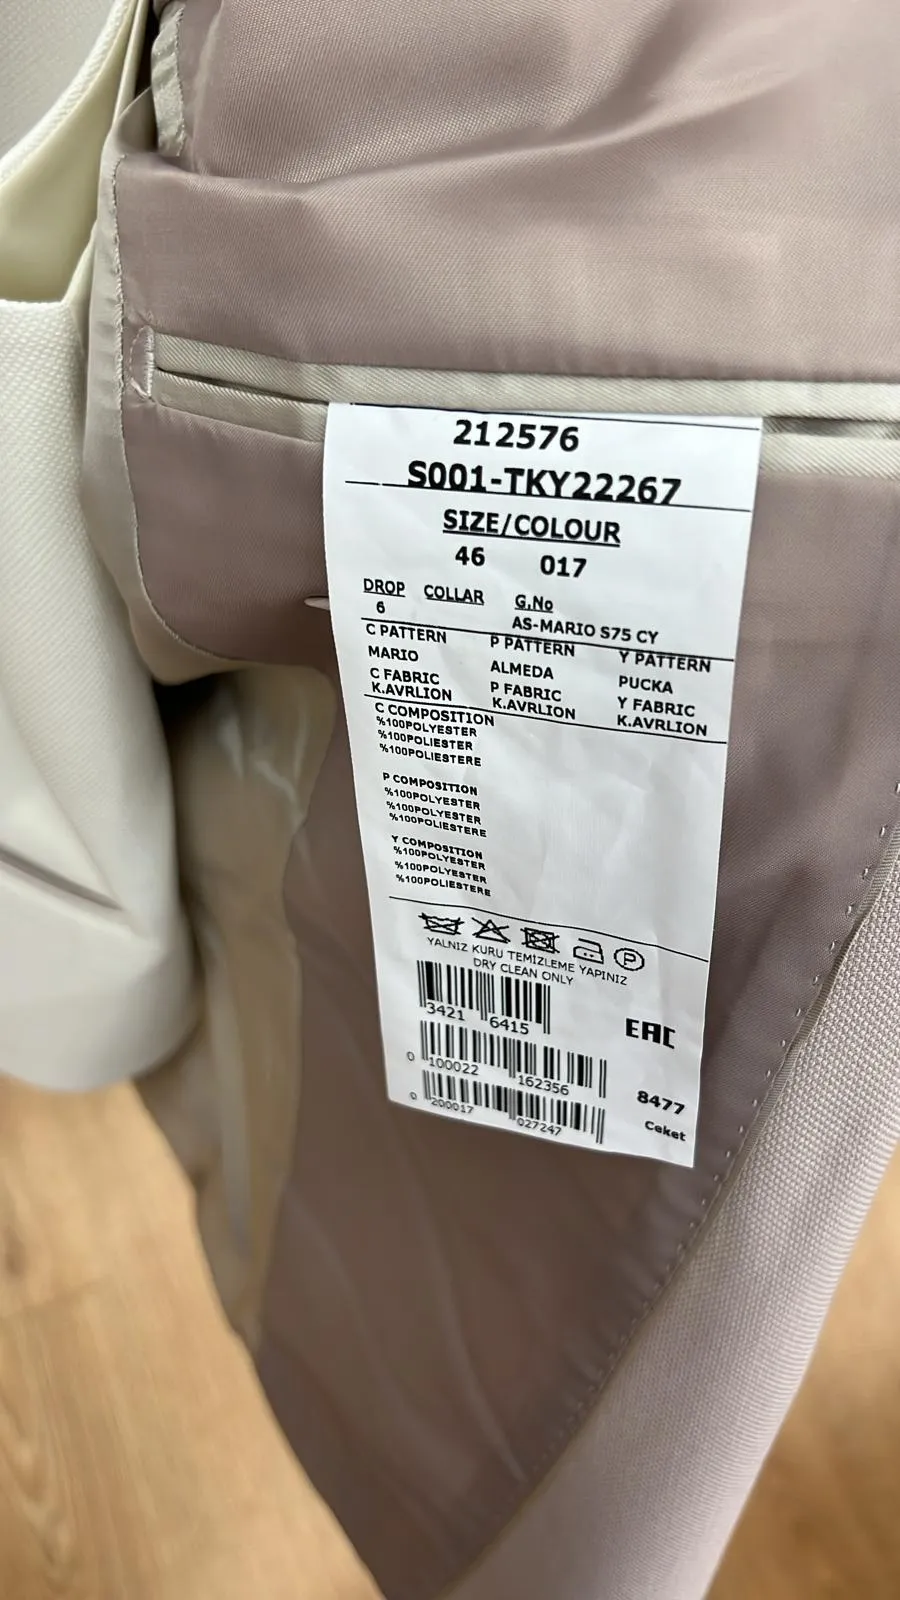 212576
S001-TKY22267
SIZE/COLOUR
46 017
DROP COLLAR G.No
6 AS-MARIO S75 CY
C PATTERN P PATTERN Y PATTERN
MARIO ALMEDA PUCKA
C FABRIC P FABRIC Y FABRIC
K.AVRLION K.AVRLION K.AVRLION
C COMPOSITION
%100POLYESTER
%100POLIESTER
%100POLIESTERE
P COMPOSITION
%100POLYESTER
%100POLYESTER
%100POLIESTERE
Y COMPOSITION
%100POLYESTER
%100POLYESTER
%100POLIESTERE
P
YALNIZ KURU TEMİZLEME YAPINIZ
DRY CLEAN ONLY
3421 6415
EAC
0 100022 162356
8477
0 200017 027247
Ceket